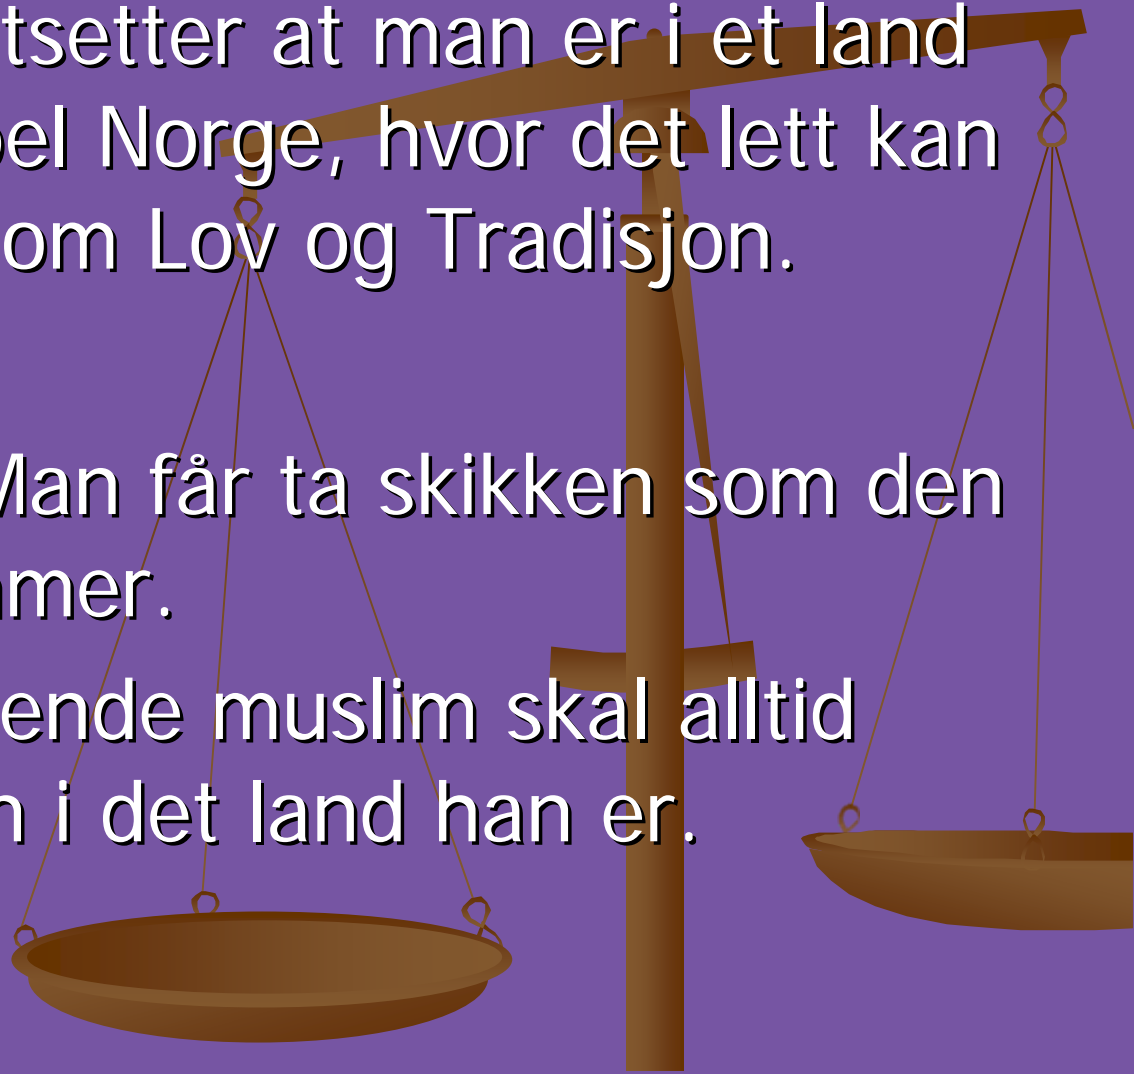 tsetter at man er i et land
el Norge, hvor det lett kan
om Lov og Tradisjon.
Man får ta skikken som den
mer.
ende muslim skal alltid
n i det land han er.